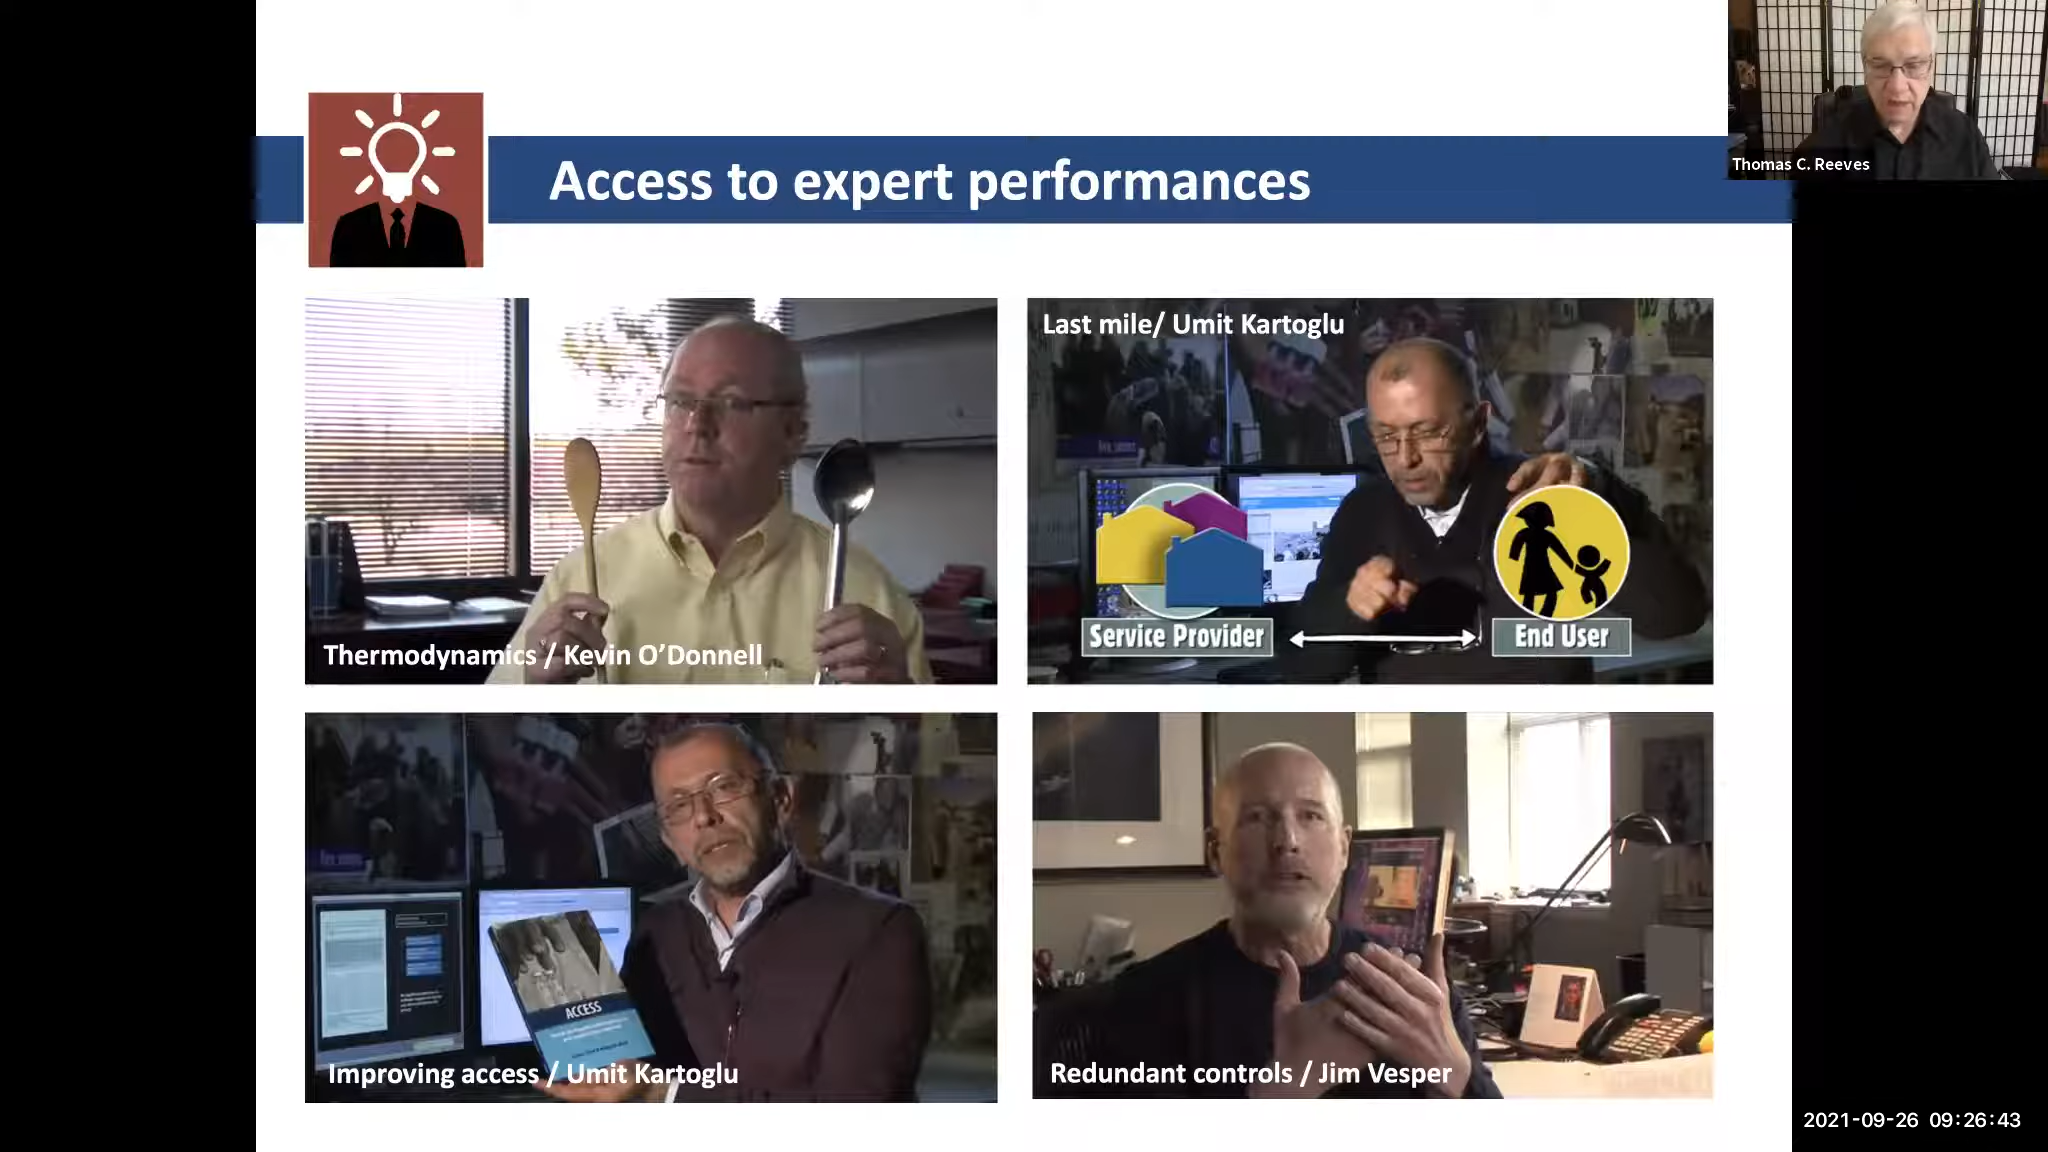 Access to expert performances
Thomas C. Reeves
Thermodynamics / Kevin O’Donnell
Last mile/ Umit Kartoglu
Service Provider
End User
ACCESS
Improving access / Umit Kartoglu
Redundant controls / Jim Vesper
2021-09-26 09:26:43